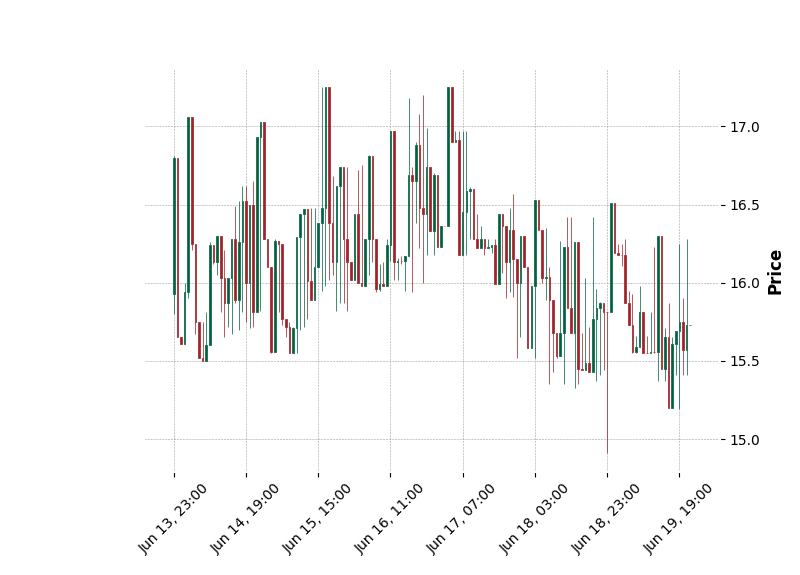 17.0
16.5
16.0
15.5
15.0
Price
Jun 13, 23:00
Jun 14, 19:00
Jun 15, 15:00
Jun 16, 11:00
Jun 17, 07:00
Jun 18, 03:00
Jun 18, 23:00
Jun 19, 19:00